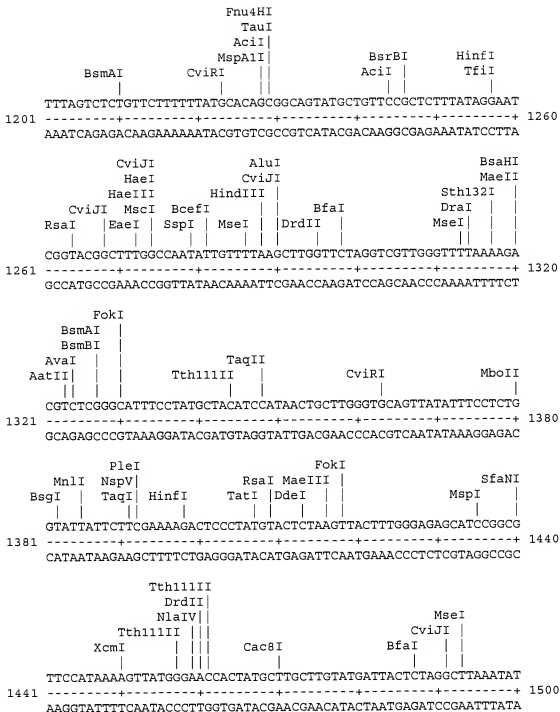 Fnu4HI
TauI
AciI
MspA1I
BsrBI HinfI
BsmAI CviRI AciI TfiI
TTTAGTCTCTGTTCTTTTTTATGCACAGCGGCAGTATGCTGTTCCGCTCTTTATAGGAAT
1201 ---------+---------+---------+---------+---------+---------+ 1260
AAATCAGAGACAAGAAAAAATACGTGTCGCCGTCATACGACAAGGCGAGAAATATCCTTA
CviJI AluI BsaHI
HaeI CviJI MaeII
HaeIII HindIII Sth132I
CviJI MscI BcefI BfaI DraI
RsaI EaeI SspI MseI DrdII MseI
CGGTACGGCTTTGGCCAATATTGTTTTAAGCTTGGTTCTAGGTCGTTGGGTTTTAAAAGA
1261 ---------+---------+---------+---------+---------+---------+ 1320
GCCATGCCGAAACCGGTTATAACAAAATTCGAACCAAGATCCAGCAACCCAAAATTTTCT
FokI
BsmAI
BsmBI
AvaI TaqII
AatII Tth111II CviRI MboII
CGTCTCGGGCATTTCCTATGCTACATCCATAACTGCTTGGGTGCAGTTATATTTCCTCTG
1321 ---------+---------+---------+---------+---------+---------+ 1380
GCAGAGCCCGTAAAGGATACGATGTAGGTATTGACGAACCCACGTCAATATAAAGGAGAC
PleI FokI
MnlI NspV RsaI MaeIII SfaNI
BsgI TaqI HinfI TatI DdeI MspI
GTATTATTCTTCGAAAAGACTCCCTATGTACTCTAAGTTACTTTGGGAGAGCATCCGGCG
1381 ---------+---------+---------+---------+---------+---------+ 1440
CATAATAAGAAGCTTTTCTGAGGGATACATGAGATTCAATGAAACCCTCTCGTAGGCCGC
Tth111II
DrdII
NlaIV MseI
Tth111II CviJI
XcmI Cac8I BfaI
TTCCATAAAAGTTATGGGAACCACTATGCTTGCTTGTATGATTACTCTAGGCTTAAATAT
1441 ---------+---------+---------+---------+---------+---------+ 1500
AAGGTATTTTCAATACCCTTGGTGATACGAACGAACATACTAATGAGATCCGAATTTATA